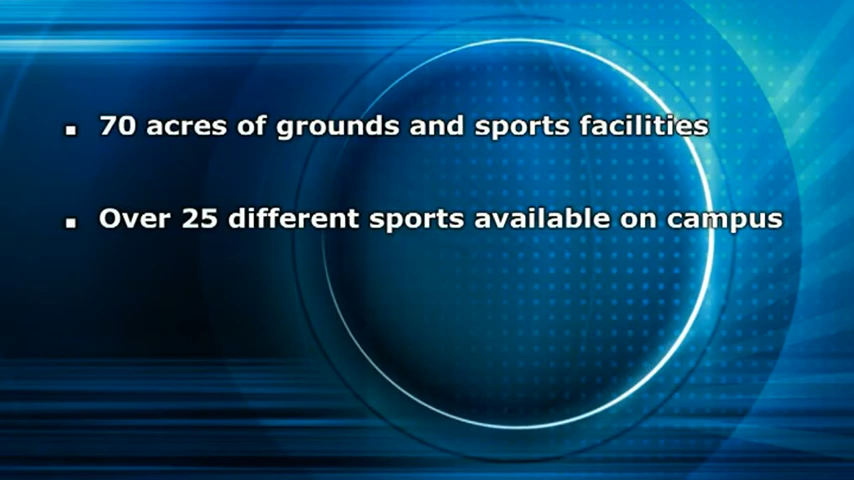 ▪ 70 acres of grounds and sports facilities
▪ Over 25 different sports available on campus